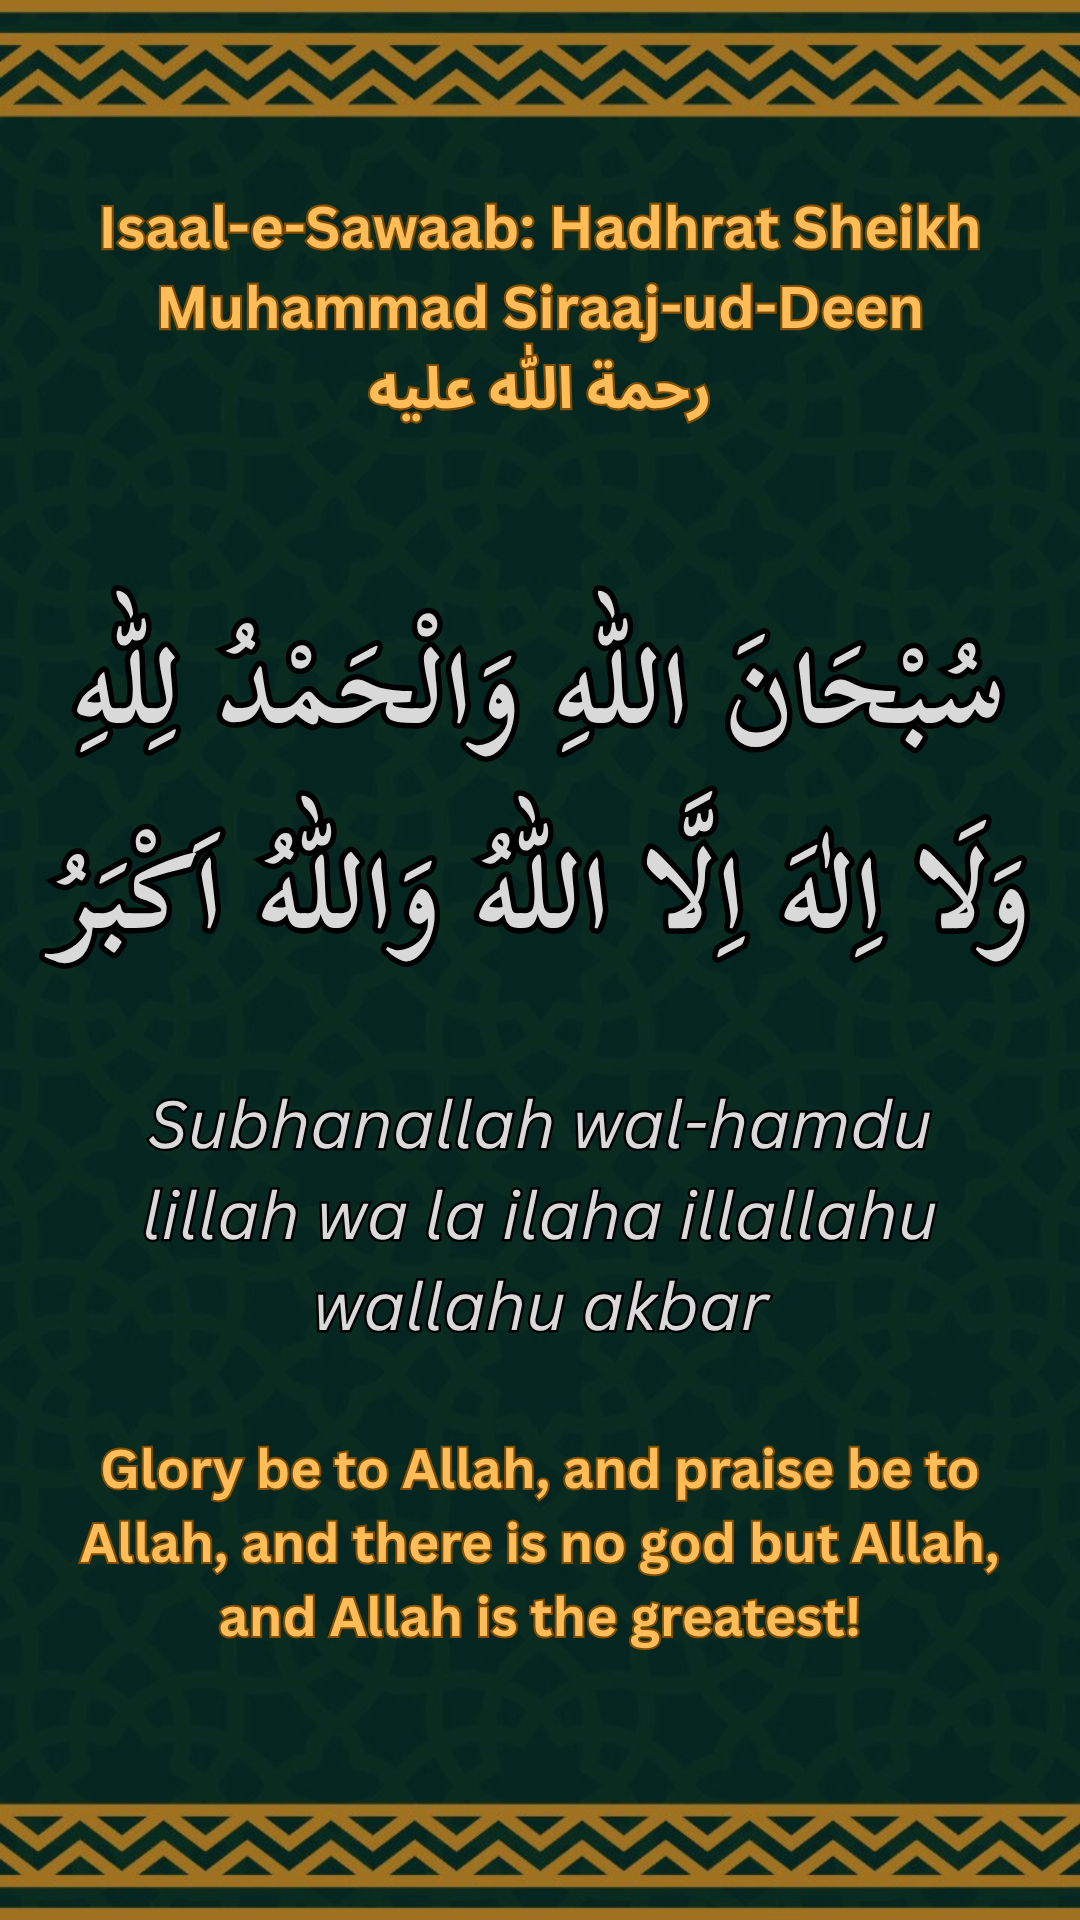 Isaal-e-Sawaab: Hadhrat Sheikh
Muhammad Siraaj-ud-Deen
رحمة الله عليه
سُبْحَانَ اللّٰهِ وَالْحَمْدُ لِلّٰهِ
وَلَا اِلٰهَ اِلَّا اللّٰهُ وَاللّٰهُ اَكْبَرُ
Subhanallah wal-hamdu
lillah wa la ilaha illallahu
wallahu akbar
Glory be to Allah, and praise be to
Allah, and there is no god but Allah,
and Allah is the greatest!